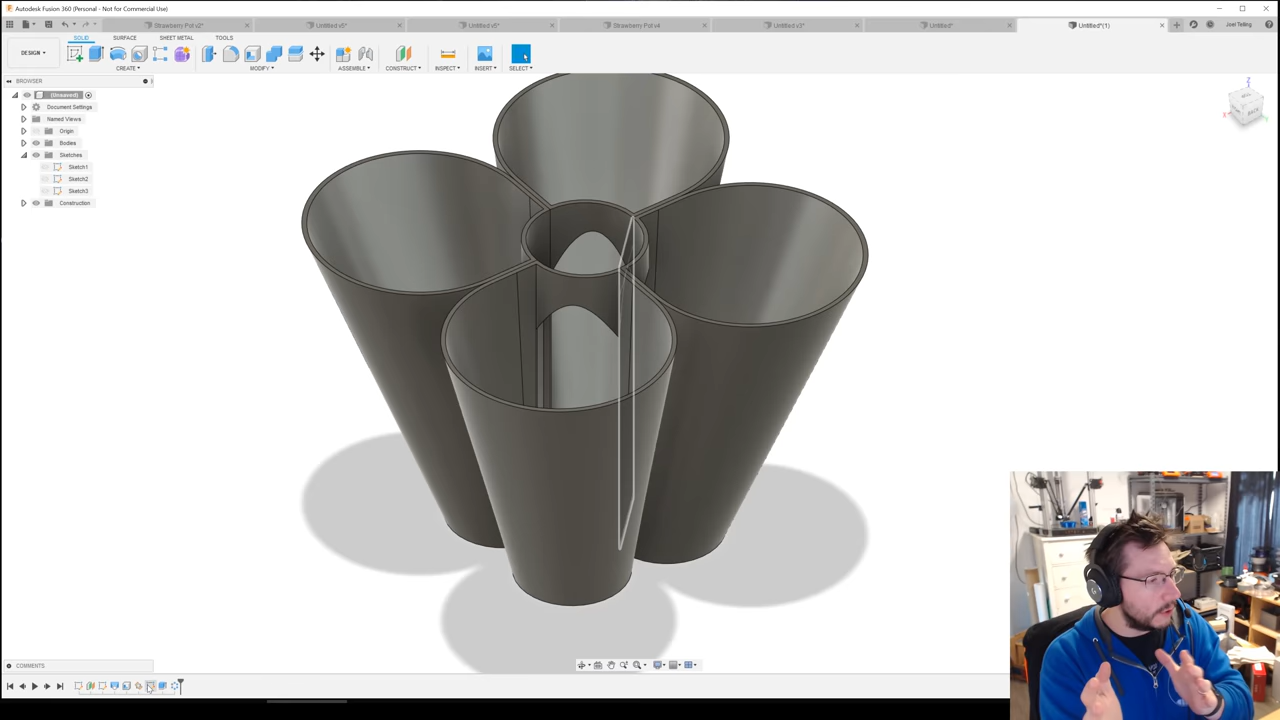 Autodesk Fusion 360 (Personal - Not for Commercial Use)
Strawberry Pot v2*
Untitled v5*
Untitled v5*
Strawberry Pot v4
Untitled v3*
Untitled*
Untitled*(1)
Joel Telling
SOLID
SURFACE
SHEET METAL
TOOLS
DESIGN
CREATE
MODIFY
ASSEMBLE
CONSTRUCT
INSPECT
INSERT
SELECT
BROWSER
(Unsaved)
Document Settings
Named Views
Origin
Bodies
Sketches
Sketch1
Sketch2
Sketch3
Construction
Z
X
BACK
COMMENTS